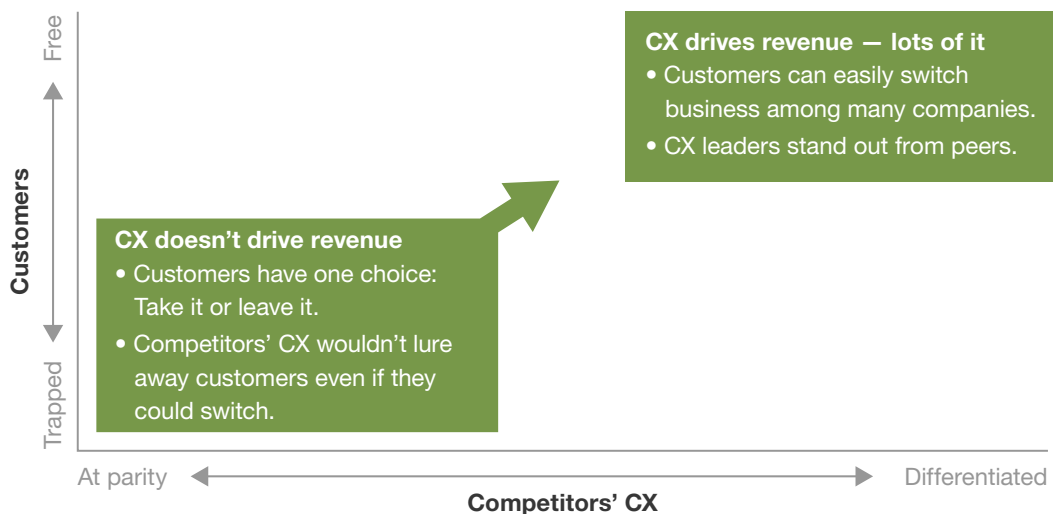 Free
Customers
Trapped
CX drives revenue — lots of it
• Customers can easily switch
business among many companies.
• CX leaders stand out from peers.
CX doesn’t drive revenue
• Customers have one choice:
Take it or leave it.
• Competitors’ CX wouldn’t lure
away customers even if they
could switch.
At parity
Differentiated
Competitors’ CX